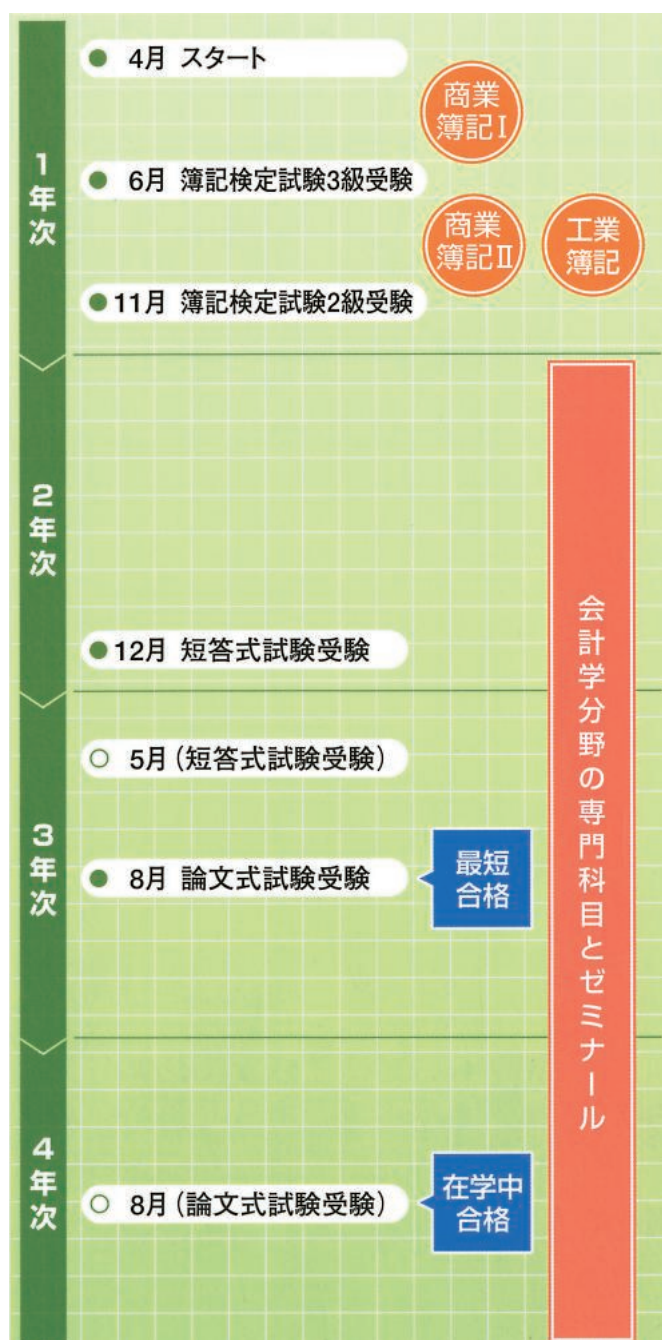 1年次
4月 スタート
商業
簿記Ⅰ
6月 簿記検定試験3級受験
商業
簿記Ⅱ
工業
簿記
11月 簿記検定試験2級受験
2年次
12月 短答式試験受験
3年次
5月(短答式試験受験)
8月 論文式試験受験
最短
合格
4年次
8月(論文式試験受験)
在学中
合格
会計学分野の専門科目とゼミナール